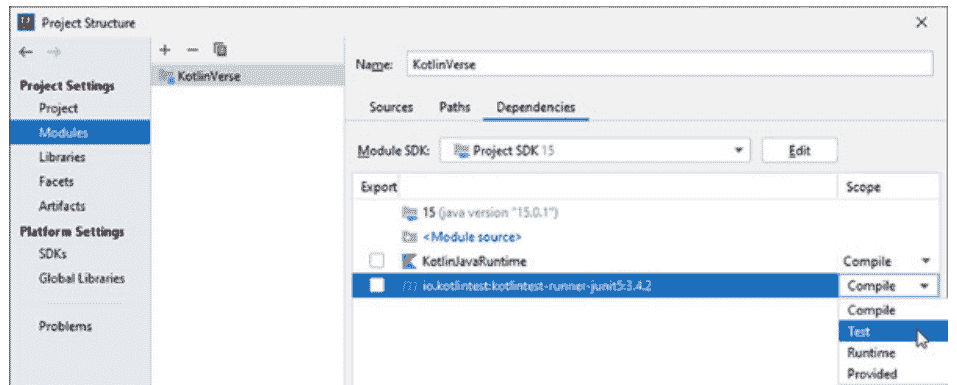 Project Structure
Project Settings
Project
Modules
Libraries
Facets
Artifacts
Platform Settings
SDKs
Global Libraries
Problems
KotlinVerse
Name: KotlinVerse
Sources Paths Dependencies
Module SDK: Project SDK 15 Edit
Export Scope
15 (java version "15.0.1")
<Module source>
KotlinJavaRuntime Compile
io.kotlintest:kotlintest-runner-junit5:3.4.2 Compile
Compile
Test
Runtime
Provided